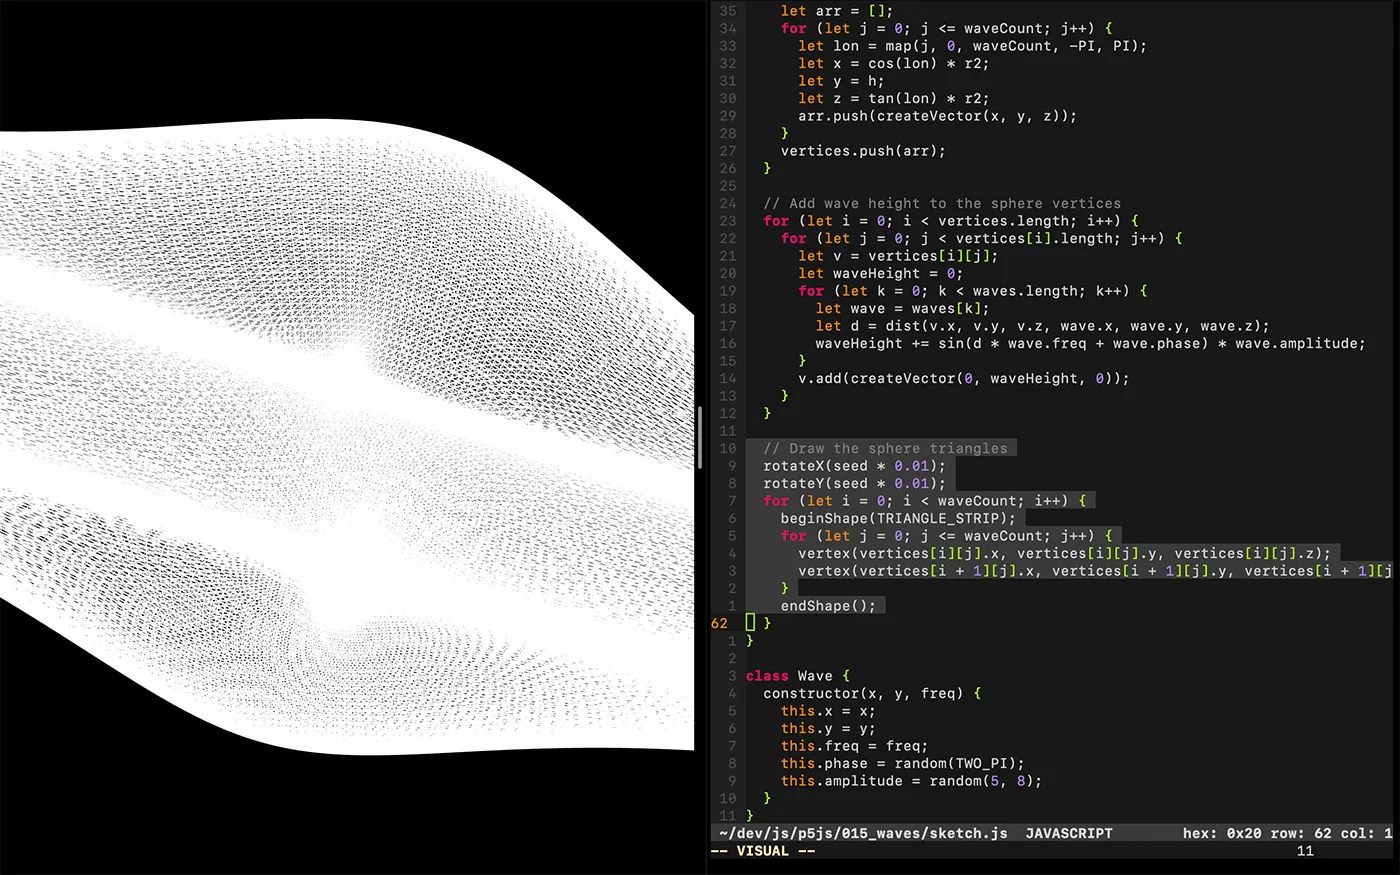 35 let arr = [];
34 for (let j = 0; j <= waveCount; j++) {
33 let lon = map(j, 0, waveCount, -PI, PI);
32 let x = cos(lon) * r2;
31 let y = h;
30 let z = tan(lon) * r2;
29 arr.push(createVector(x, y, z));
28 }
27 vertices.push(arr);
26 }
25
24 // Add wave height to the sphere vertices
23 for (let i = 0; i < vertices.length; i++) {
22 for (let j = 0; j < vertices[i].length; j++) {
21 let v = vertices[i][j];
20 let waveHeight = 0;
19 for (let k = 0; k < waves.length; k++) {
18 let wave = waves[k];
17 let d = dist(v.x, v.y, v.z, wave.x, wave.y, wave.z);
16 waveHeight += sin(d * wave.freq + wave.phase) * wave.amplitude;
15 }
14 v.add(createVector(0, waveHeight, 0));
13 }
12 }
11
10 // Draw the sphere triangles
9 rotateX(seed * 0.01);
8 rotateY(seed * 0.01);
7 for (let i = 0; i < waveCount; i++) {
6 beginShape(TRIANGLE_STRIP);
5 for (let j = 0; j <= waveCount; j++) {
4 vertex(vertices[i][j].x, vertices[i][j].y, vertices[i][j].z);
3 vertex(vertices[i + 1][j].x, vertices[i + 1][j].y, vertices[i + 1][j
2 }
1 endShape();
62 }
1 }
2
3 class Wave {
4 constructor(x, y, freq) {
5 this.x = x;
6 this.y = y;
7 this.freq = freq;
8 this.phase = random(TWO_PI);
9 this.amplitude = random(5, 8);
10 }
11 }
~/dev/js/p5js/015_waves/sketch.js JAVASCRIPT hex: 0x20 row: 62 col: 1
-- VISUAL -- 11